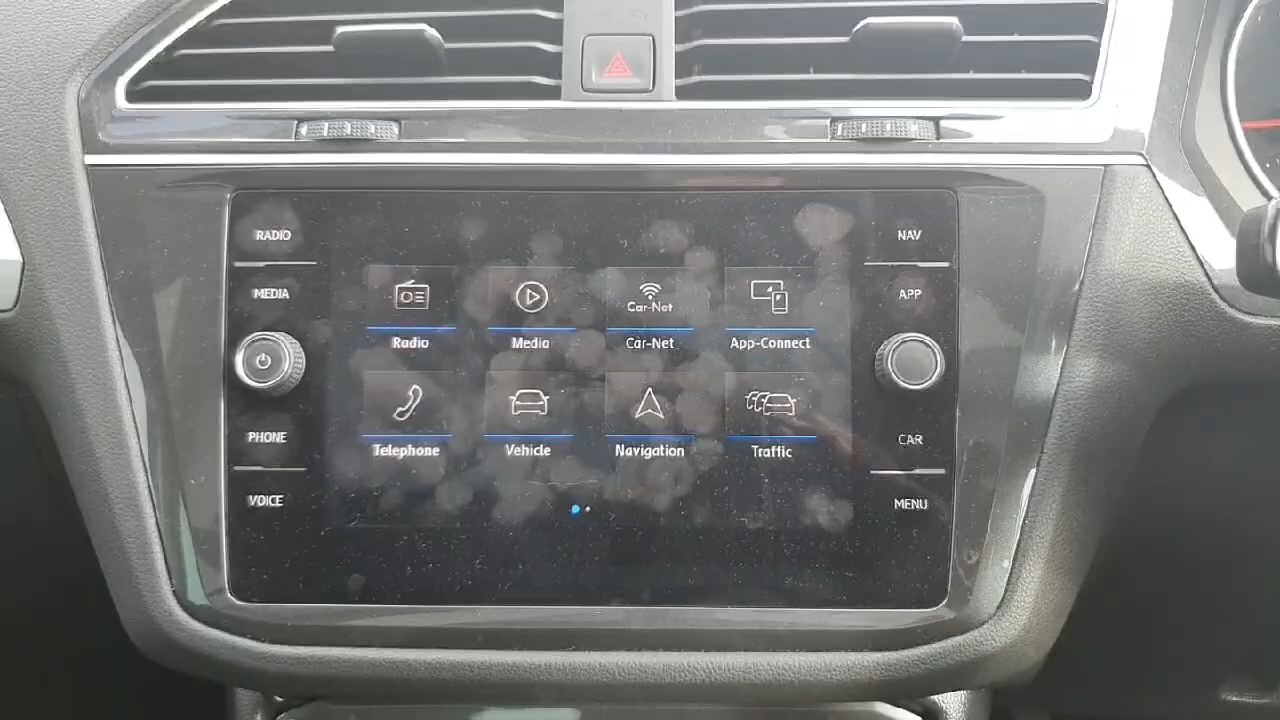 RADIO
NAV
MEDIA
APP
Car-Net
Radio
Media
Car-Net
App-Connect
PHONE
CAR
Telephone
Vehicle
Navigation
Traffic
VOICE
MENU